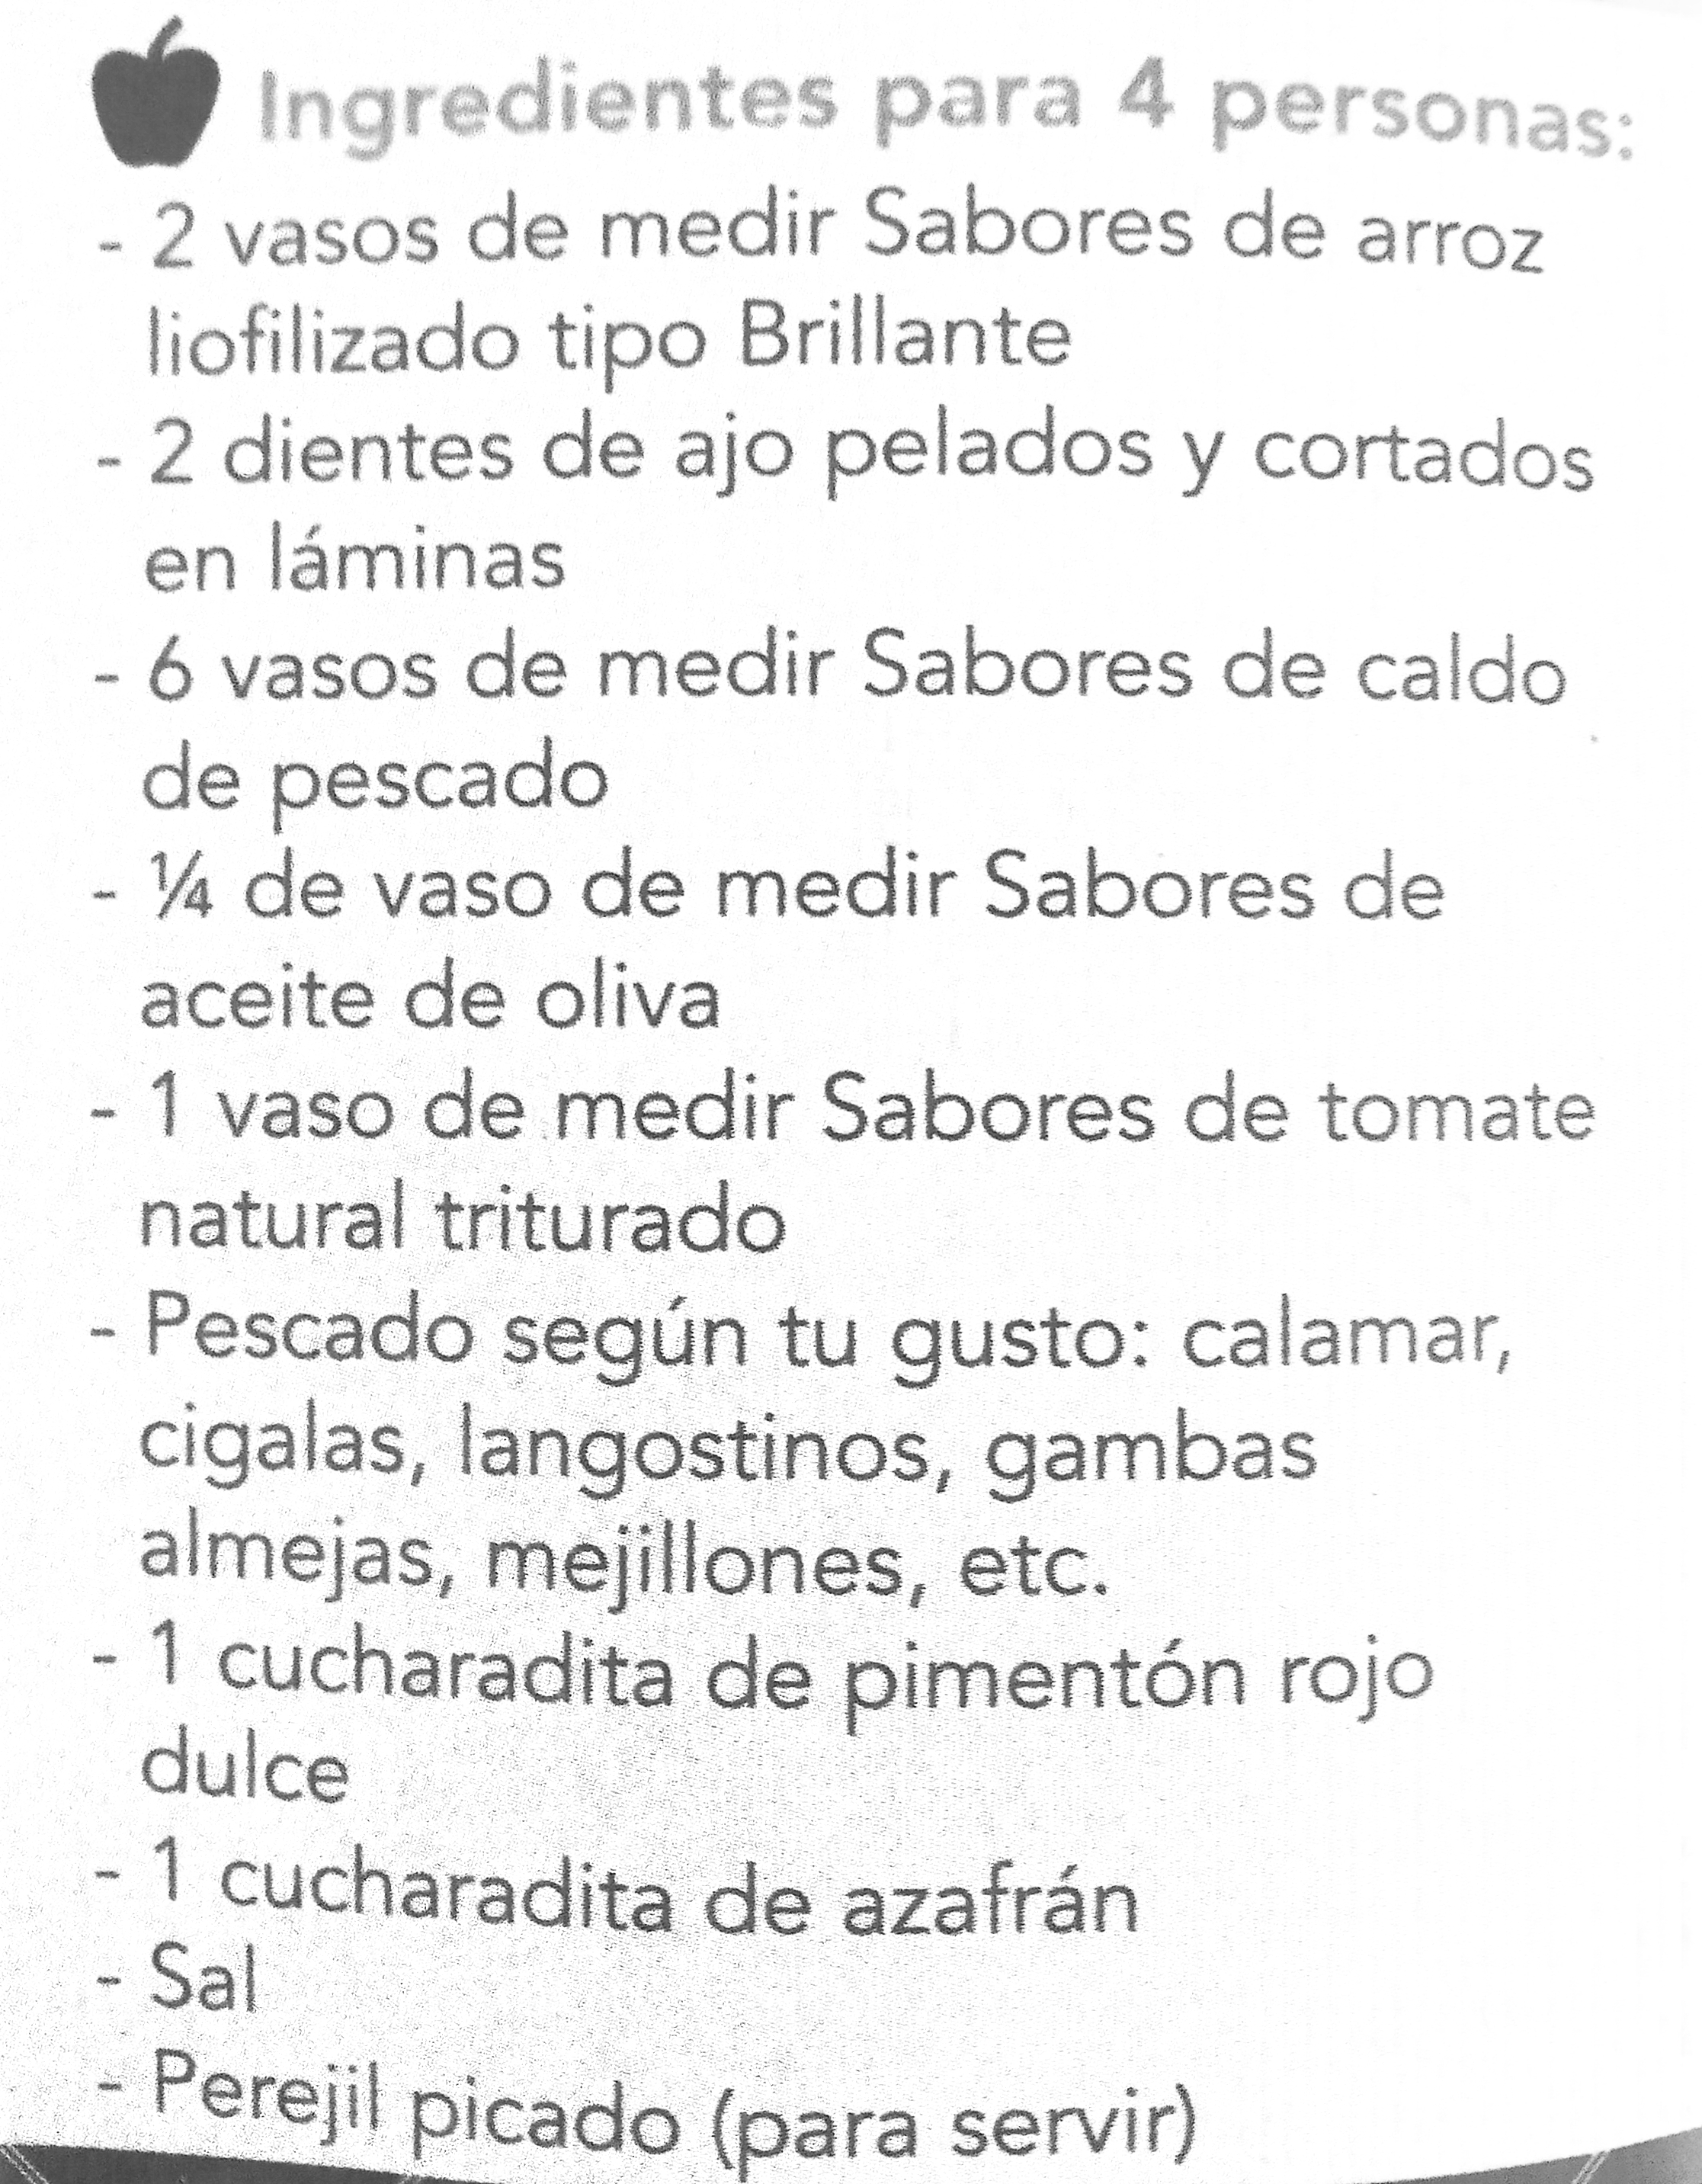 Ingredientes para 4 personas:
- 2 vasos de medir Sabores de arroz
liofilizado tipo Brillante
- 2 dientes de ajo pelados y cortados
en láminas
- 6 vasos de medir Sabores de caldo
de pescado
- ¼ de vaso de medir Sabores de
aceite de oliva
- 1 vaso de medir Sabores de tomate
natural triturado
- Pescado según tu gusto: calamar,
cigalas, langostinos, gambas
almejas, mejillones, etc.
- 1 cucharadita de pimentón rojo
dulce
- 1 cucharadita de azafrán
- Sal
- Perejil picado (para servir)